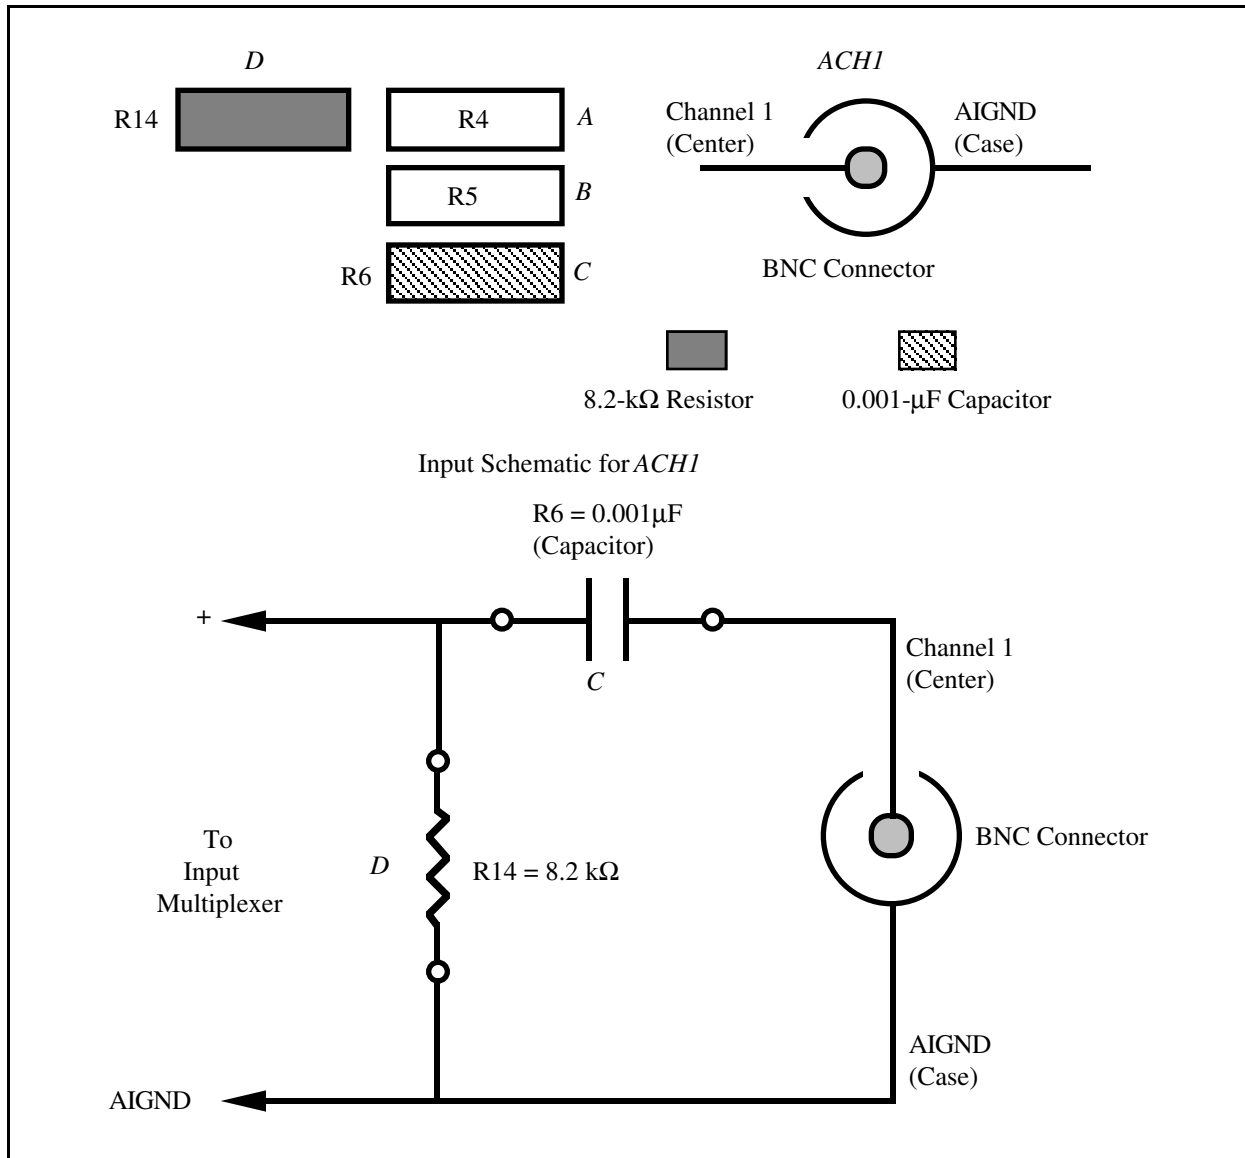 D
R14
R4
A
R5
B
R6
C
ACH1
Channel 1
(Center)
AIGND
(Case)
BNC Connector
8.2-kΩ Resistor
0.001-µF Capacitor
Input Schematic for ACH1
R6 = 0.001µF
(Capacitor)
+
C
Channel 1
(Center)
To
Input
Multiplexer
D
R14 = 8.2 kΩ
BNC Connector
AIGND
(Case)
AIGND